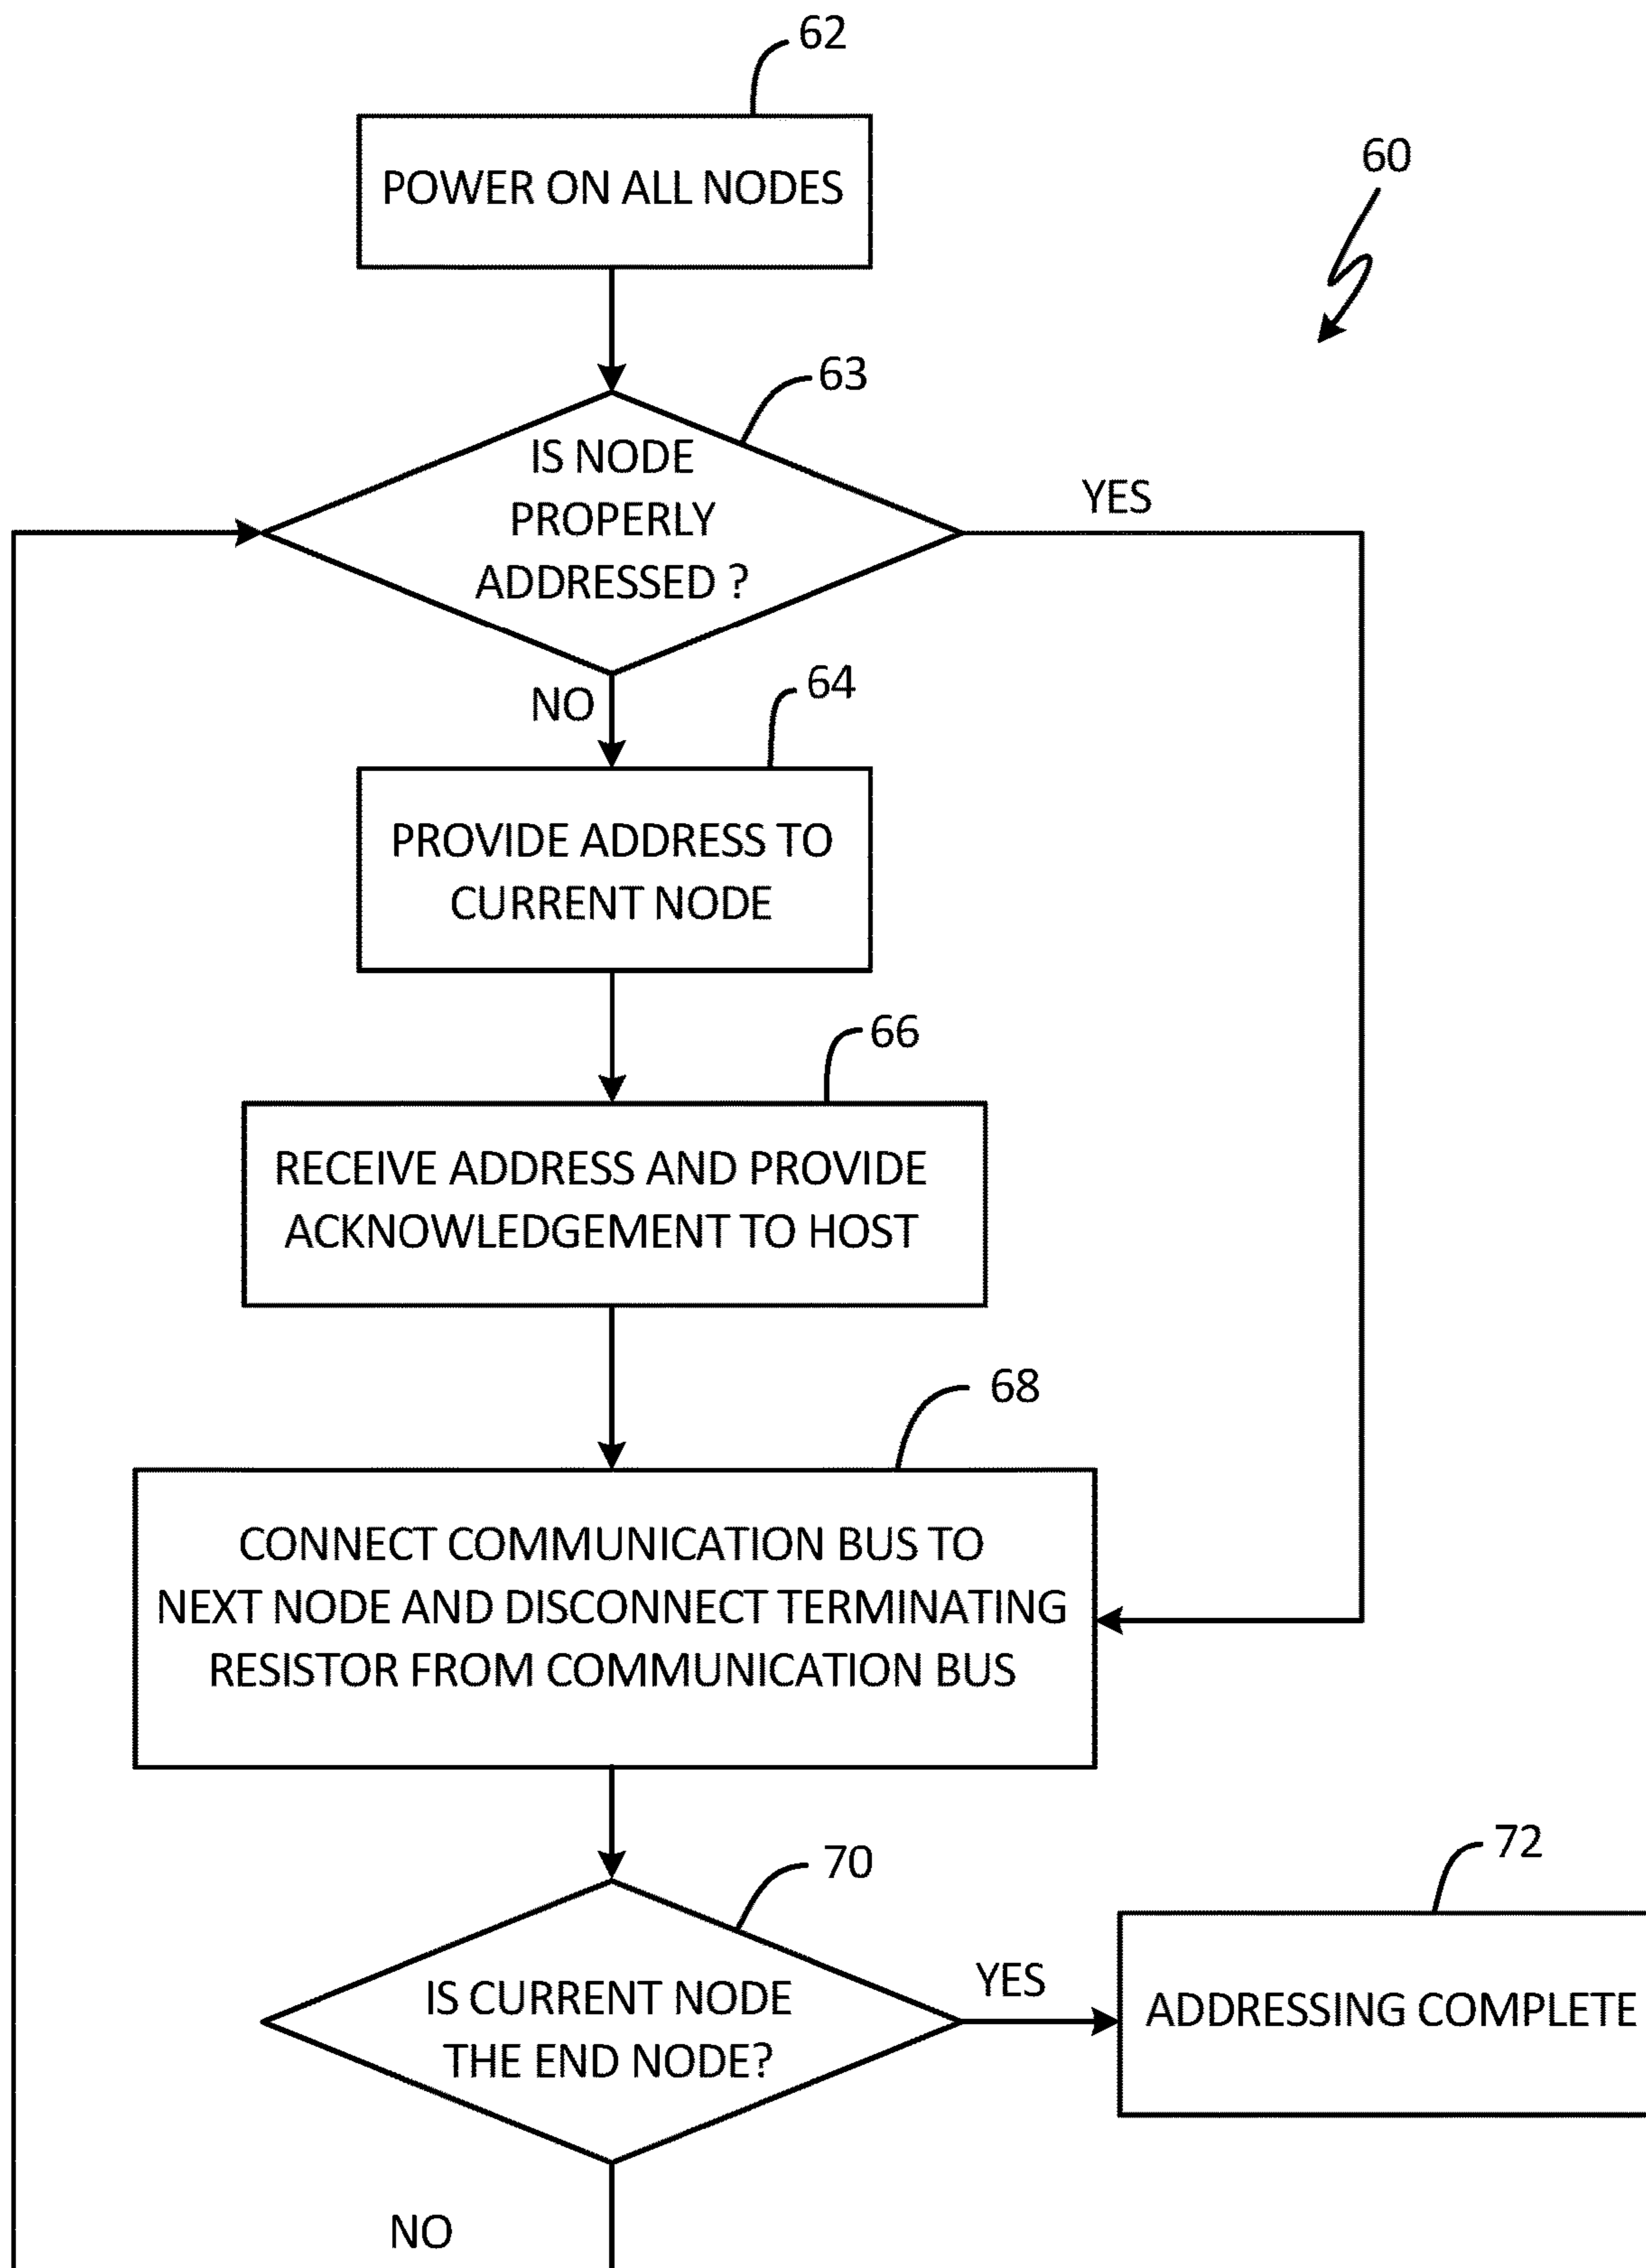 62
POWER ON ALL NODES
60
63
IS NODE
PROPERLY
ADDRESSED ?
YES
NO
64
PROVIDE ADDRESS TO
CURRENT NODE
66
RECEIVE ADDRESS AND PROVIDE
ACKNOWLEDGEMENT TO HOST
68
CONNECT COMMUNICATION BUS TO
NEXT NODE AND DISCONNECT TERMINATING
RESISTOR FROM COMMUNICATION BUS
70
IS CURRENT NODE
THE END NODE?
YES
72
ADDRESSING COMPLETE
NO